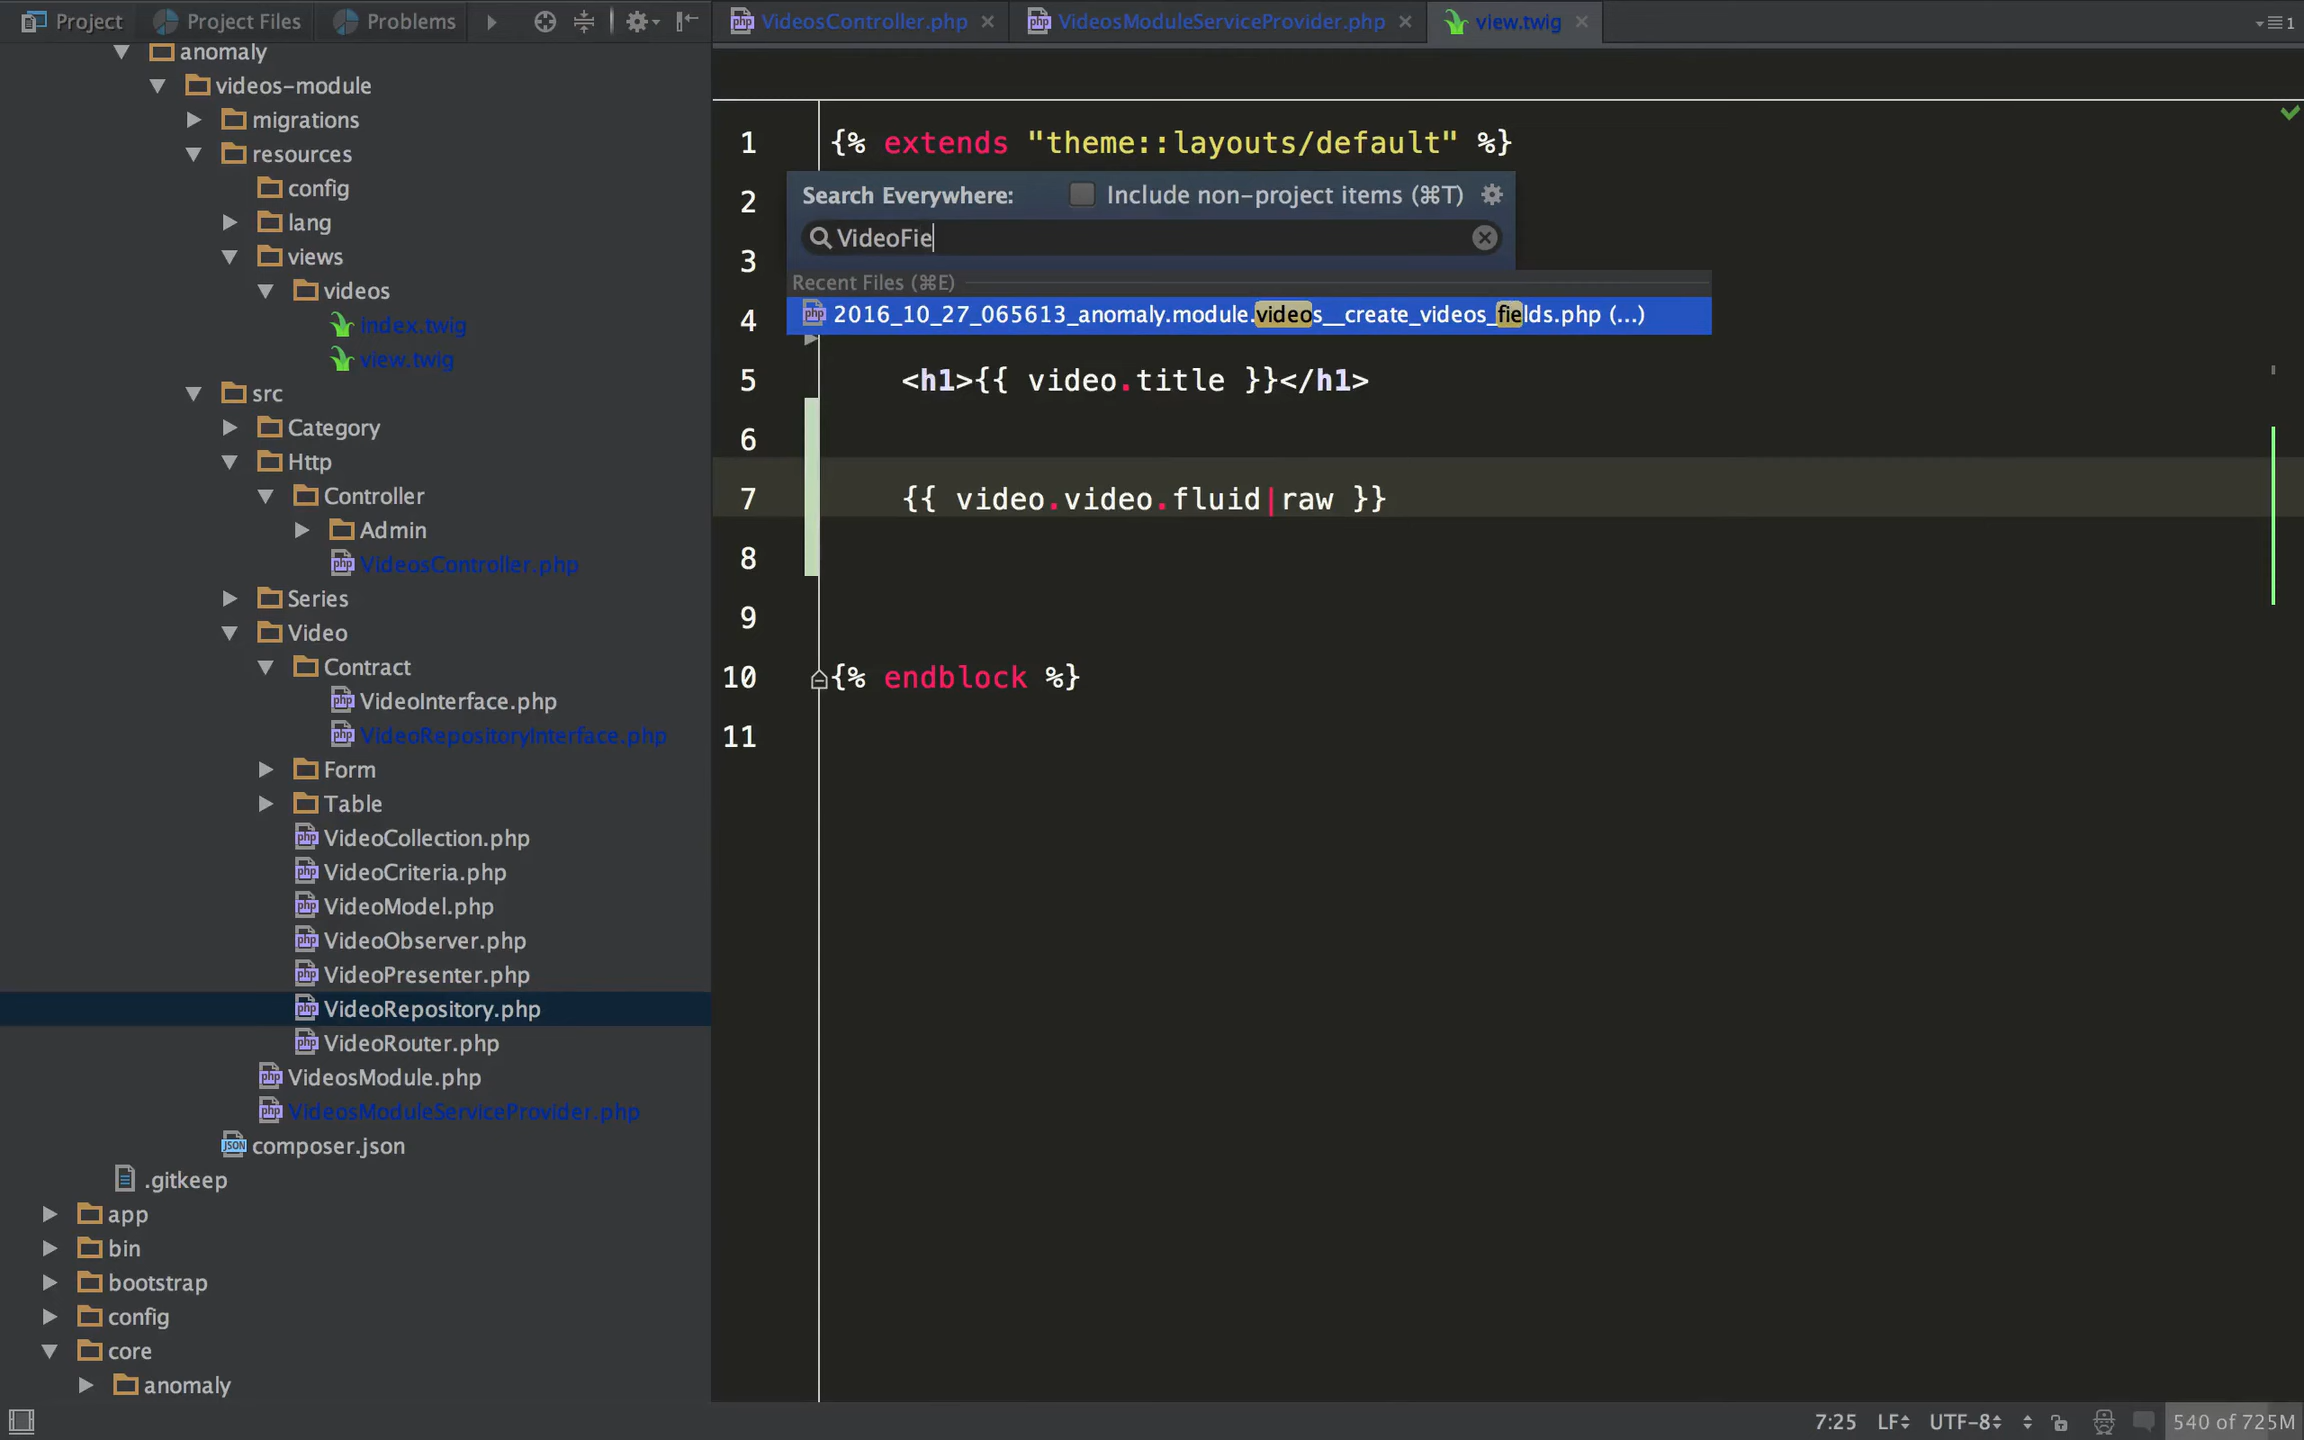 Project Project Files Problems
anomaly
videos-module
migrations
resources
config
lang
views
videos
index.twig
view.twig
src
Category
Http
Controller
Admin
VideosController.php
Series
Video
Contract
VideoInterface.php
VideoRepositoryInterface.php
Form
Table
VideoCollection.php
VideoCriteria.php
VideoModel.php
VideoObserver.php
VideoPresenter.php
VideoRepository.php
VideoRouter.php
VideosModule.php
VideosModuleServiceProvider.php
composer.json
.gitkeep
app
bin
bootstrap
config
core
anomaly
VideosController.php VideosModuleServiceProvider.php view.twig 1
1 {% extends "theme::layouts/default" %}
2
3
4
Search Everywhere: Include non-project items (⌘T)
VideoFie
Recent Files (⌘E)
2016_10_27_065613_anomaly.module.videos__create_videos_fields.php (...)
5 <h1>{{ video.title }}</h1>
6
7 {{ video.video.fluid|raw }}
8
9
10 {% endblock %}
11
7:25 LF UTF-8 540 of 725M